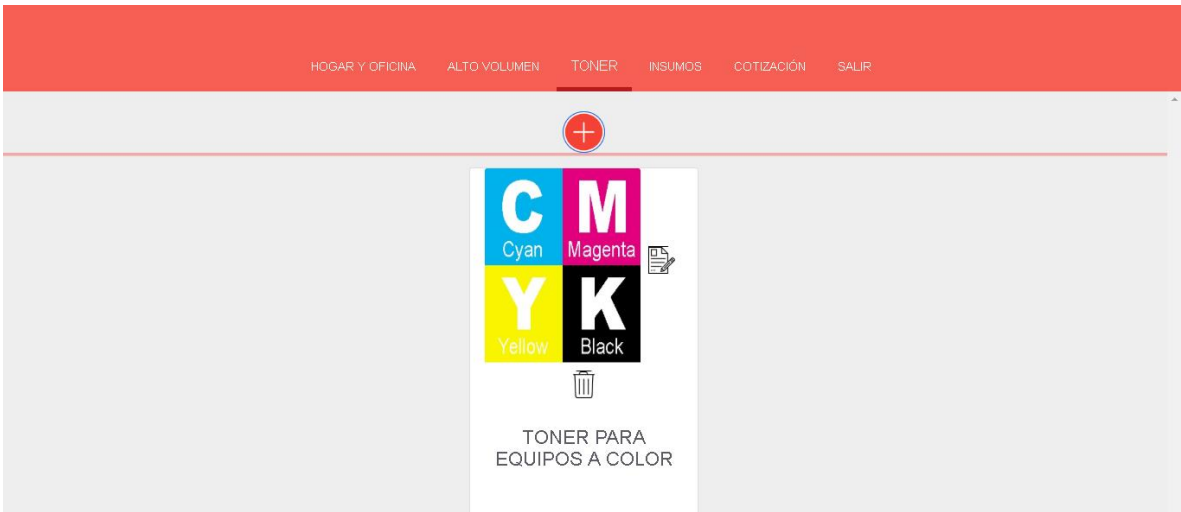 HOGAR Y OFICINA ALTO VOLUMEN TONER INSUMOS COTIZACIÓN SALIR
C M
Cyan Magenta
Y K
Yellow Black
TONER PARA
EQUIPOS A COLOR